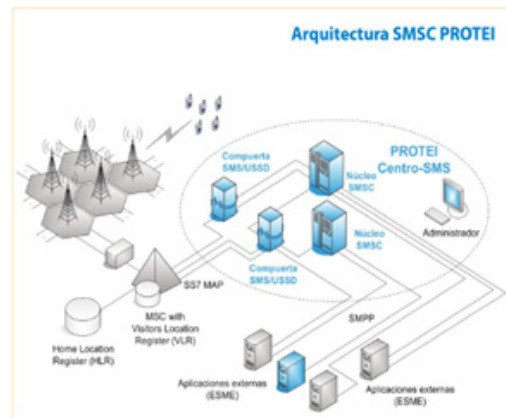 Arquitectura SMSC PROTEI
PROTEI
Centro-SMS
Compuerta
SMS/USSD
Núcleo
SMSC
Núcleo
SMSC
Administrador
Compuerta
SMS/USSD
SS7 MAP
MSC with
Visitors Location
Register (VLR)
Home Location
Register (HLR)
SMPP
Aplicaciones externas
(ESME)
Aplicaciones externas
(ESME)